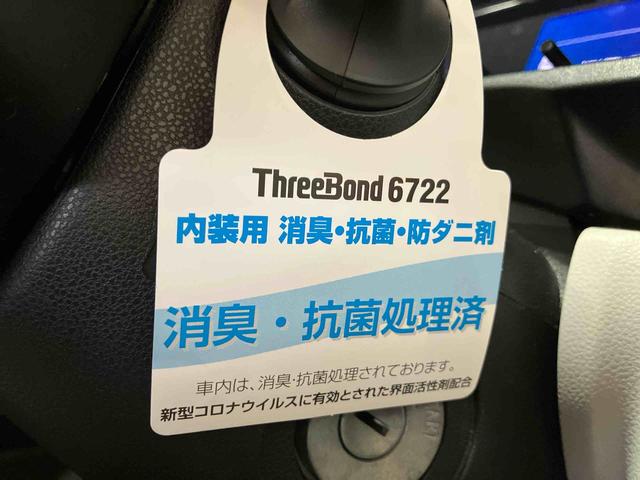 ThreeBond 6722
内装用 消臭・抗菌・防ダニ剤
消臭・抗菌処理済
車内は、消臭・抗菌処理されております。
新型コロナウイルスに有効とされた界面活性剤配合